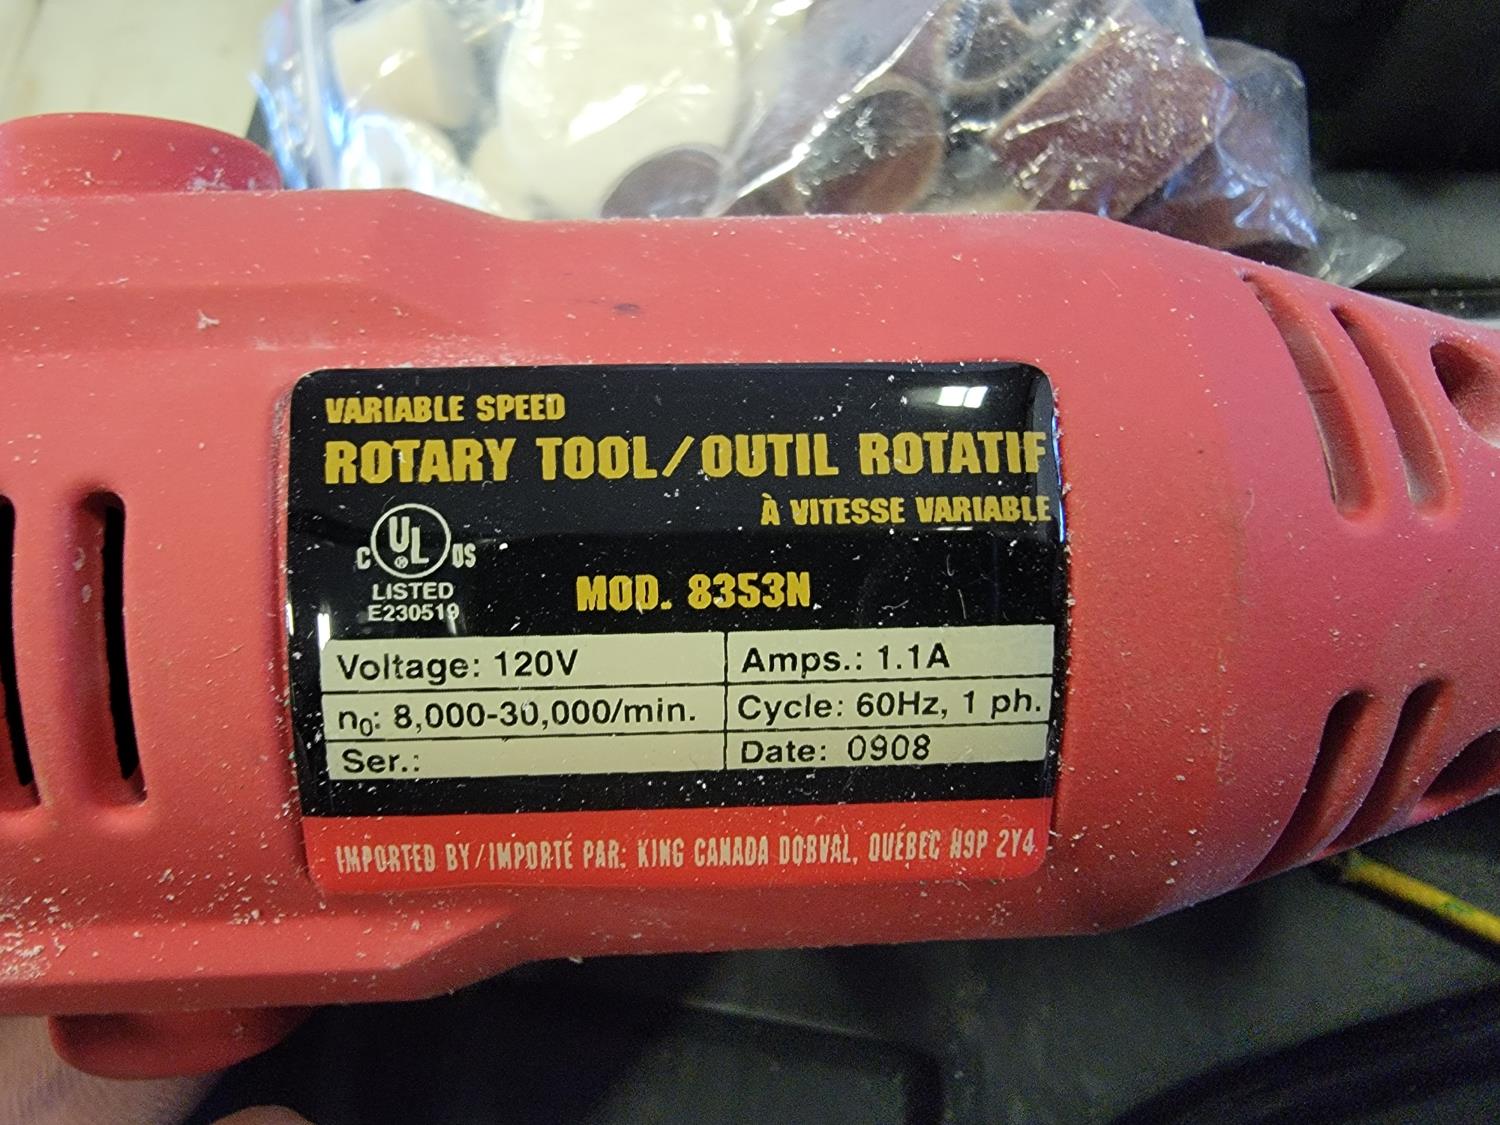 VARIABLE SPEED
ROTARY TOOL/OUTIL ROTATIF
À VITESSE VARIABLE
C UL® US
LISTED
E230519
MOD. 8353N
Voltage: 120V
Amps.: 1.1A
n₀: 8,000-30,000/min.
Cycle: 60Hz, 1 ph.
Ser.:
Date: 0908
IMPORTED BY/IMPORTÉ PAR: KING CANADA DORVAL, QUÉBEC H9P 2Y4